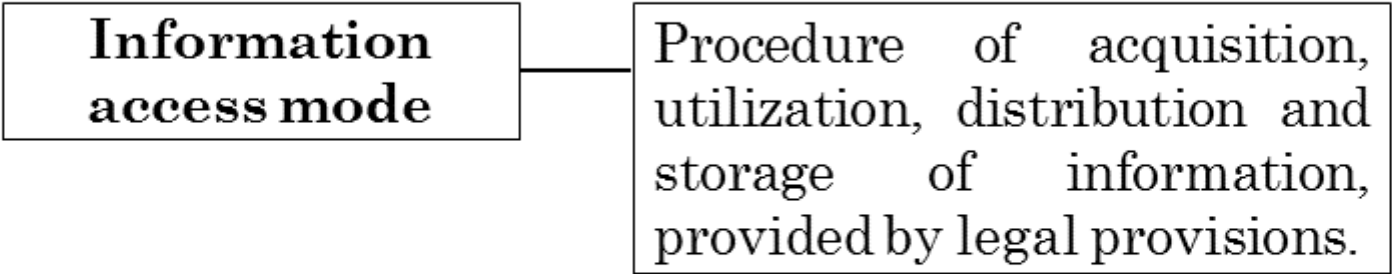 Information
access mode
Procedure of acquisition,
utilization, distribution and
storage of information,
provided by legal provisions.